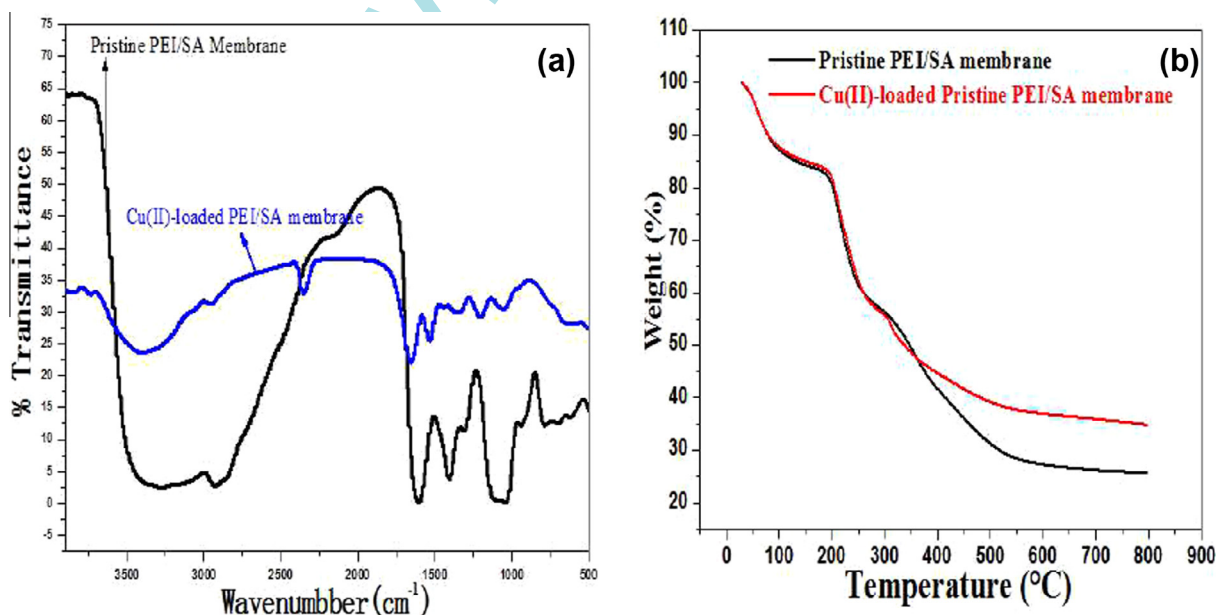 Pristine PEI/SA Membrane
(a)
Cu(II)-loaded PEI/SA membrane
% Transmittance
75
70
65
60
55
50
45
40
35
30
25
20
15
10
5
0
5
3500 3000 2500 2000 1500 1000 500
Wavenumbber(cm-1)
(b)
Pristine PEI/SA membrane
Cu(II)-loaded Pristine PEI/SA membrane
Weight (%)
110
100
90
80
70
60
50
40
30
20
0 100 200 300 400 500 600 700 800 900
Temperature (°C)